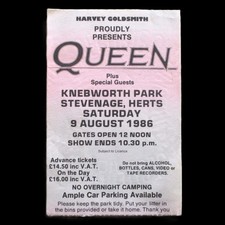 HARVEY GOLDSMITH
PROUDLY
PRESENTS
QUEEN
Plus
Special Guests
KNEBWORTH PARK
STEVENAGE, HERTS
SATURDAY
9 AUGUST 1986
GATES OPEN 12 NOON
SHOW ENDS 10.30 p.m.
Subject to Licence
Advance tickets
£14.50 inc V.A.T.
On the Day
£16.00 inc V.A.T.
Do not bring ALCOHOL,
BOTTLES, CANS, VIDEO or
TAPE RECORDERS.
NO OVERNIGHT CAMPING
Ample Car Parking Available
Please keep the park tidy. Put your litter in
the bins provided or take it home. Thank you